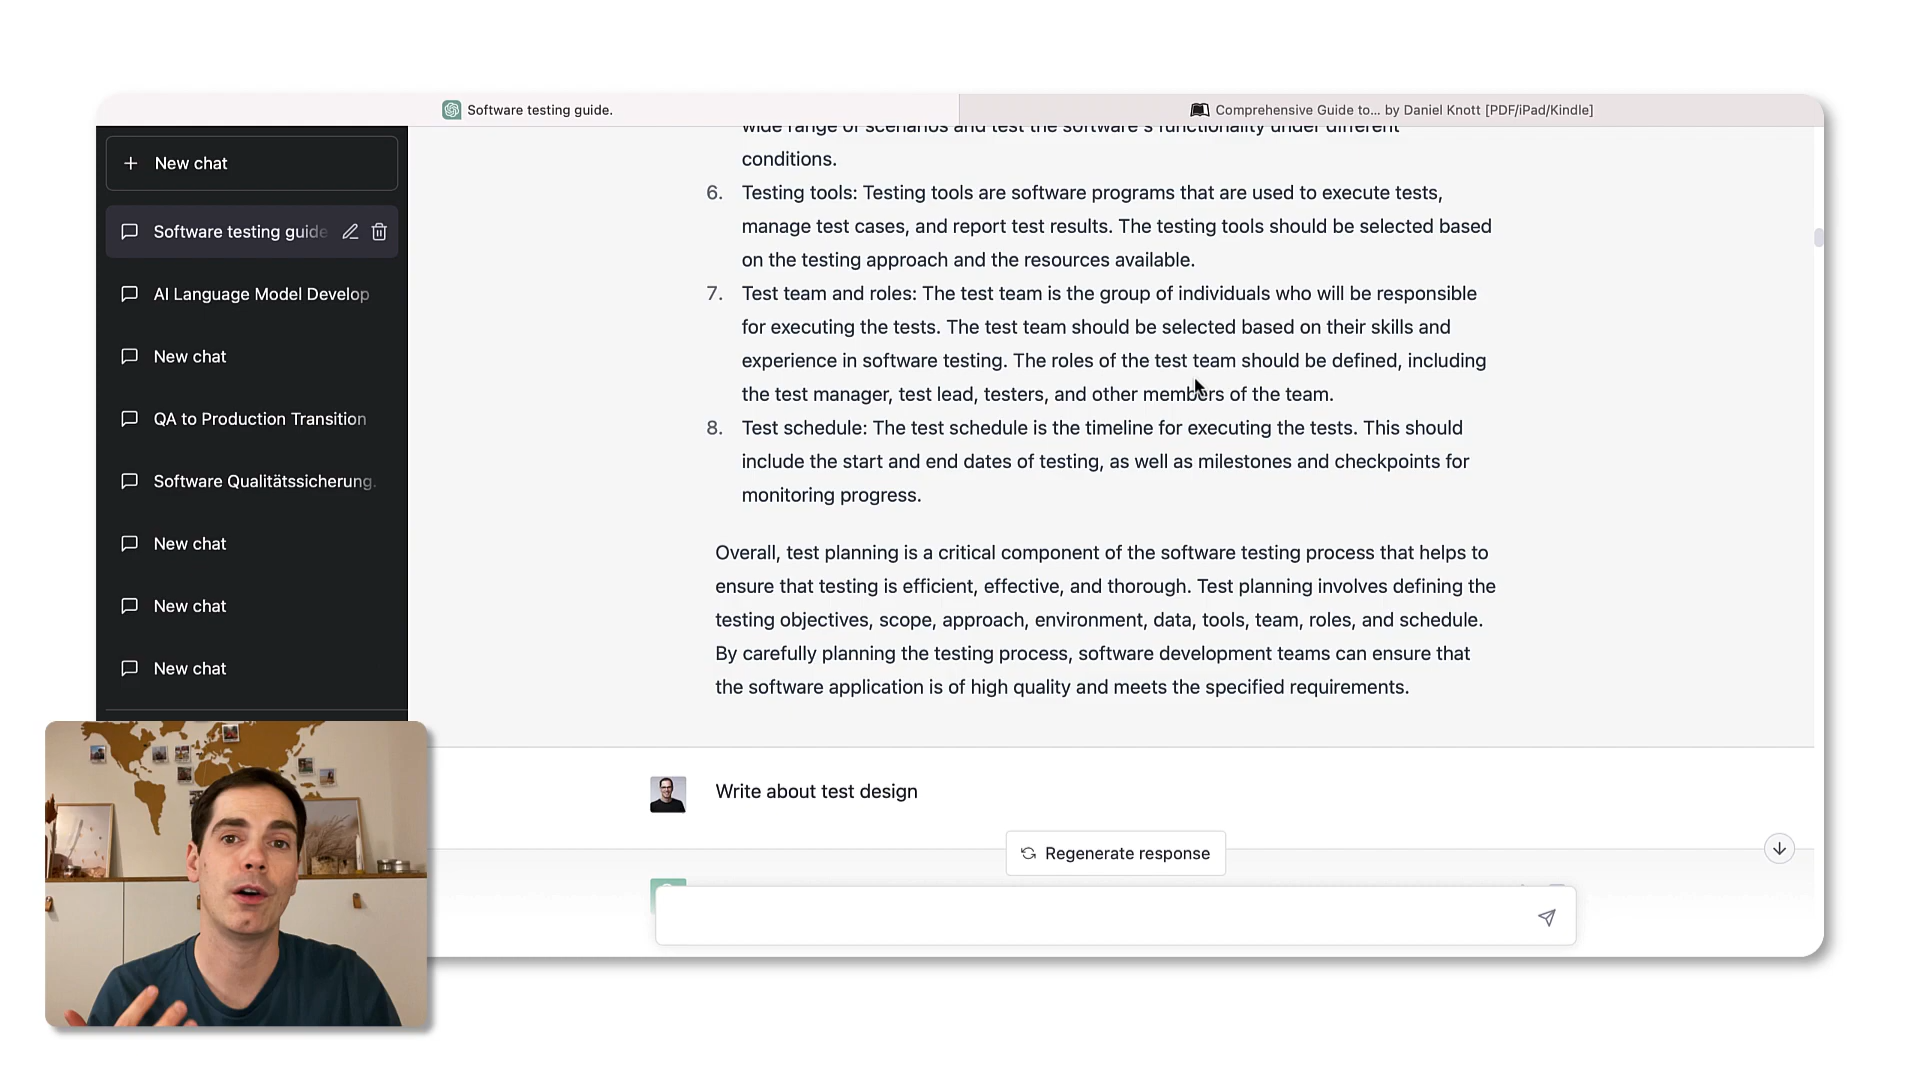 Software testing guide.
Comprehensive Guide to... by Daniel Knott [PDF/iPad/Kindle]
New chat
Software testing guide
AI Language Model Develop
New chat
QA to Production Transition
Software Qualitätssicherung.
New chat
New chat
New chat
wide range of scenarios and test the software's functionality under different
conditions.
6. Testing tools: Testing tools are software programs that are used to execute tests,
manage test cases, and report test results. The testing tools should be selected based
on the testing approach and the resources available.
7. Test team and roles: The test team is the group of individuals who will be responsible
for executing the tests. The test team should be selected based on their skills and
experience in software testing. The roles of the test team should be defined, including
the test manager, test lead, testers, and other members of the team.
8. Test schedule: The test schedule is the timeline for executing the tests. This should
include the start and end dates of testing, as well as milestones and checkpoints for
monitoring progress.
Overall, test planning is a critical component of the software testing process that helps to
ensure that testing is efficient, effective, and thorough. Test planning involves defining the
testing objectives, scope, approach, environment, data, tools, team, roles, and schedule.
By carefully planning the testing process, software development teams can ensure that
the software application is of high quality and meets the specified requirements.
Write about test design
Regenerate response